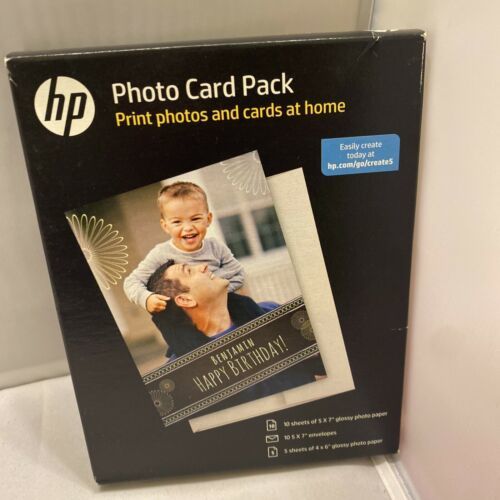 hp
Photo Card Pack
Print photos and cards at home
Easily create
today at
hp.com/go/create5
BENJAMIN
HAPPY BIRTHDAY!
10
10 sheets of 5 X 7" glossy photo paper
10 5 X 7" envelopes
5
5 sheets of 4 x 6" glossy photo paper